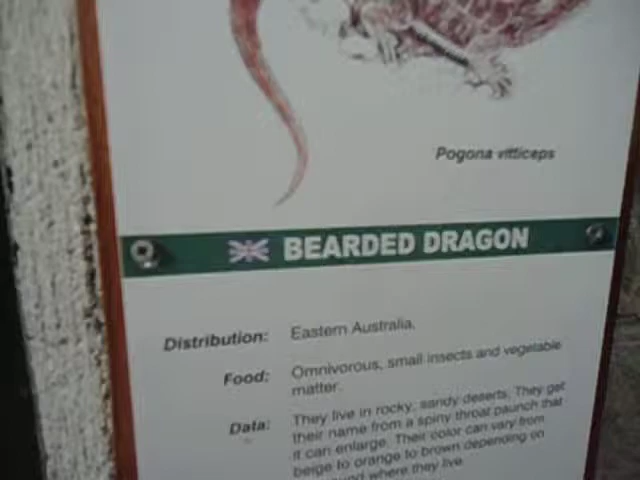 Pogona vitticeps
BEARDED DRAGON
Distribution: Eastern Australia.
Food: Omnivorous, small insects and vegetable
matter.
Data: They live in rocky, sandy deserts. They get
their name from a spiny throat paunch that
it can enlarge. Their color can vary from
beige to orange to brown depending on
where they live.